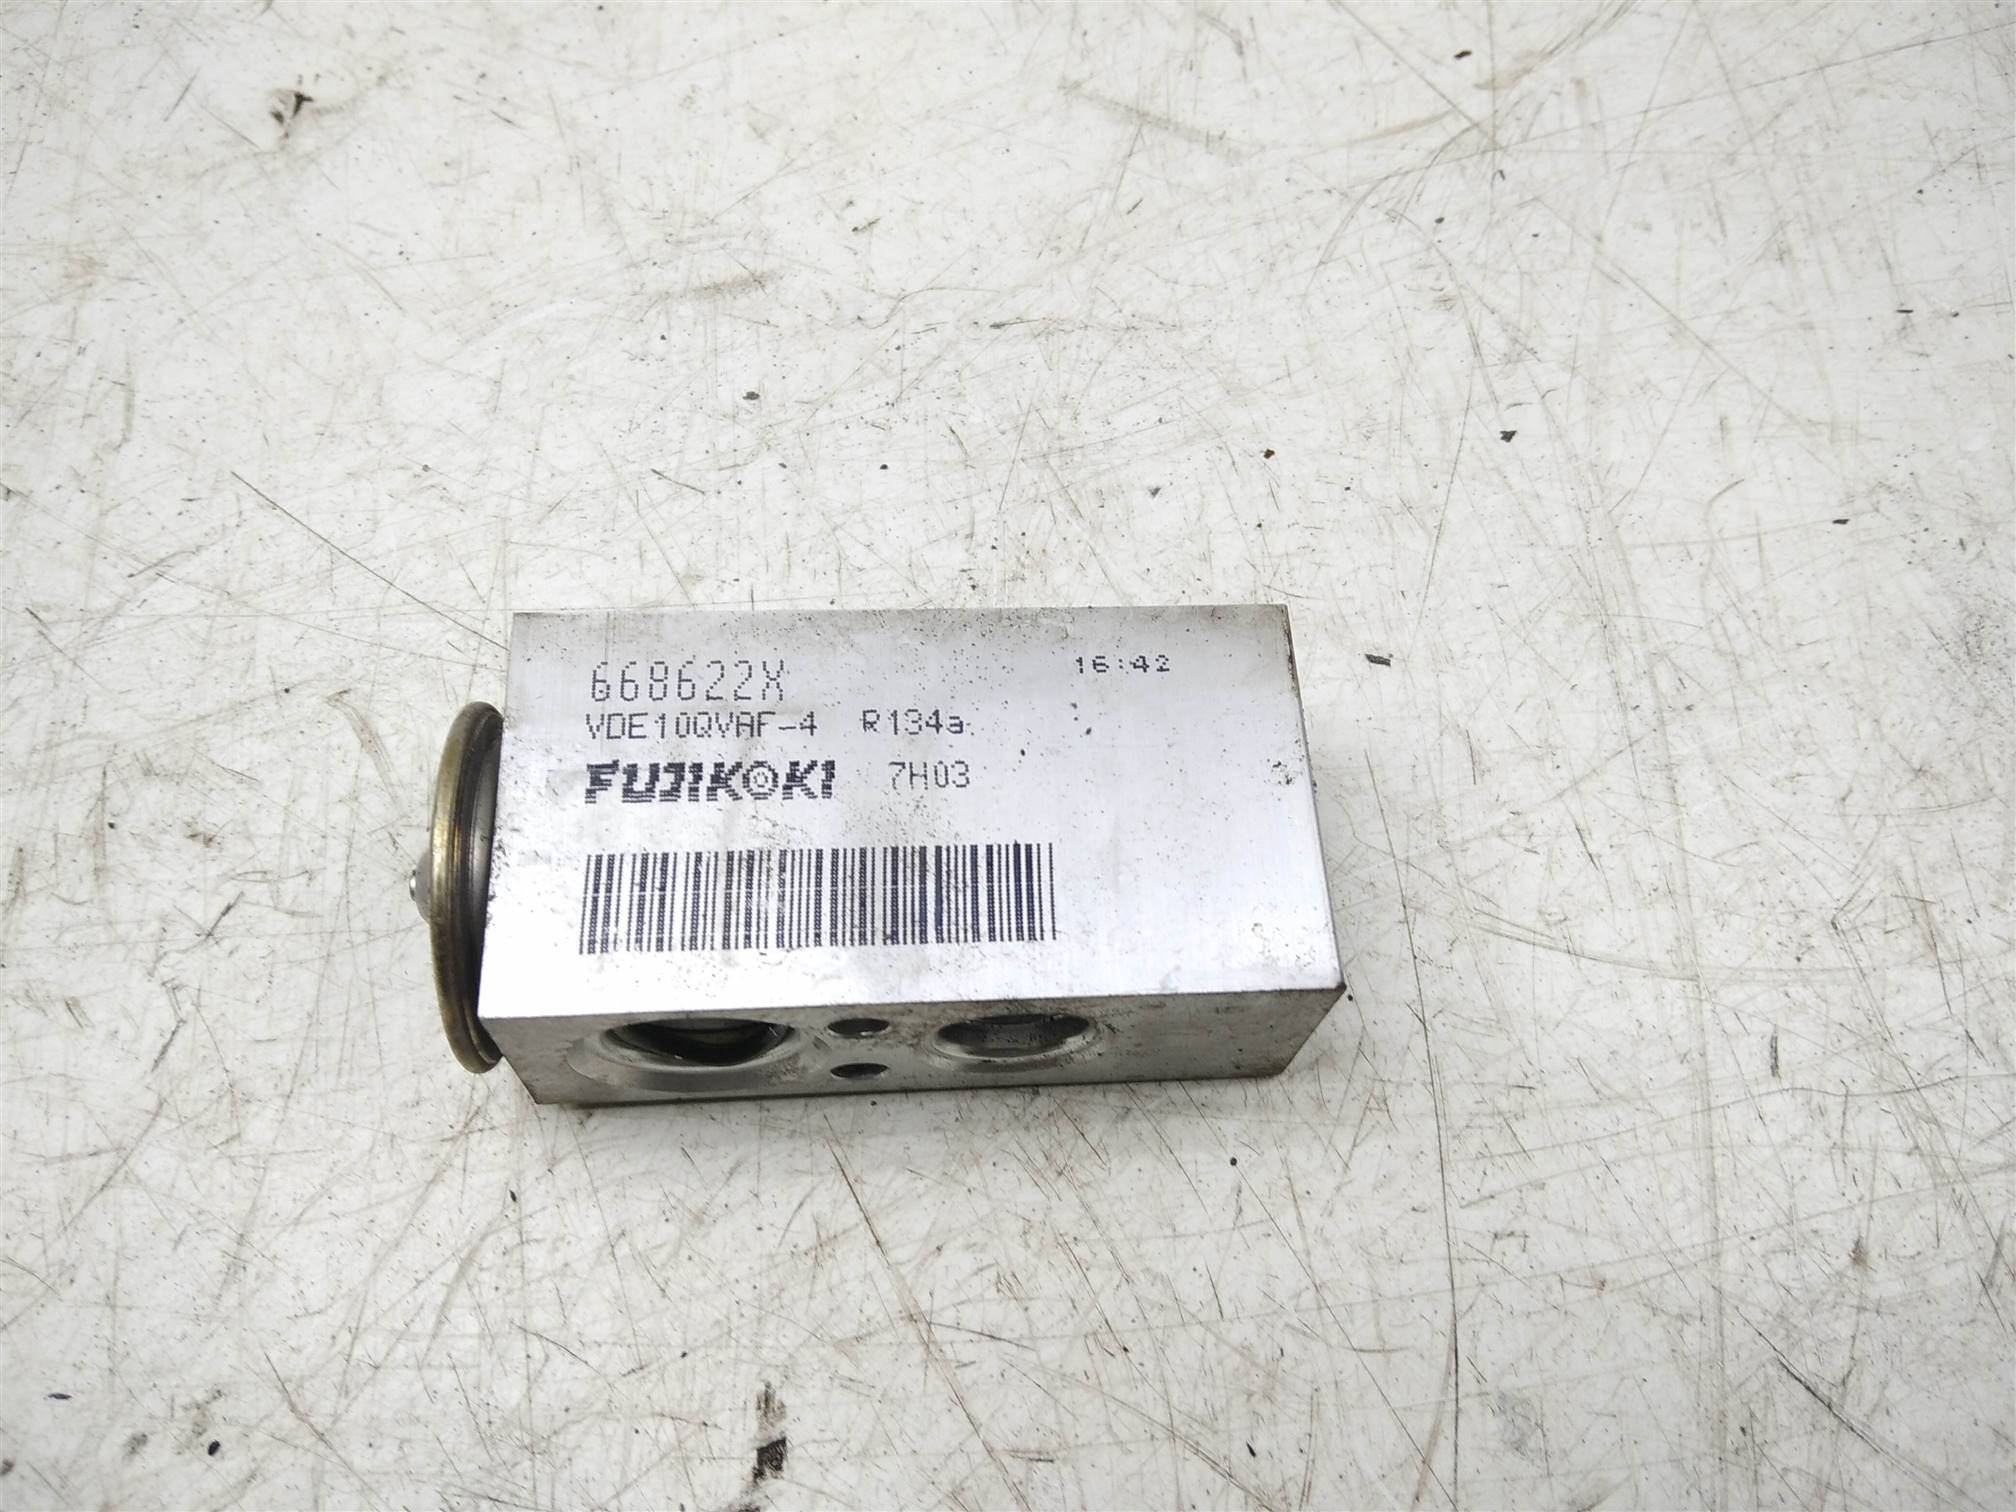 668622X 16:42
VDE10QVAF-4 R134a
FUJIKOKI 7H03